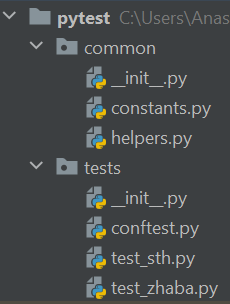 pytest C:\Users\Anas
common
__init__.py
constants.py
helpers.py
tests
__init__.py
conftest.py
test_sth.py
test_zhaba.py